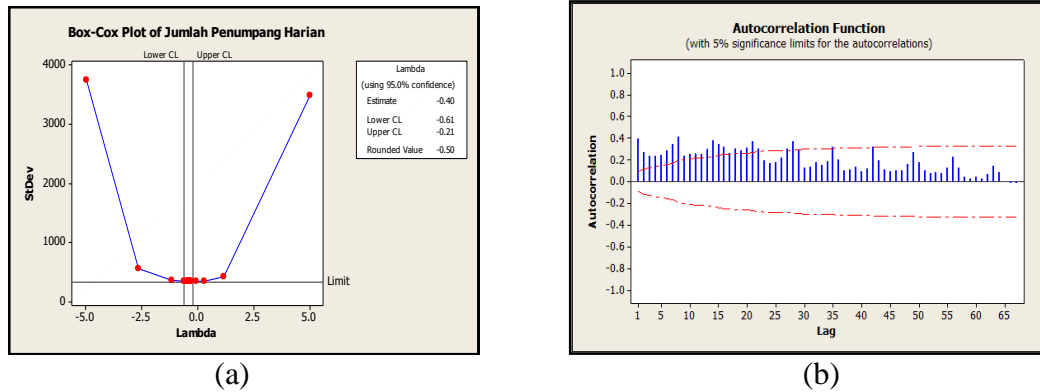 Box-Cox Plot of Jumlah Penumpang Harian
Lower CL Upper CL
4000
3000
2000
1000
0
StDev
-5.0 -2.5 0.0 2.5 5.0
Lambda
Limit
Lambda
(using 95.0% confidence)
Estimate -0.40
Lower CL -0.61
Upper CL -0.21
Rounded Value -0.50
(a)
Autocorrelation Function
(with 5% significance limits for the autocorrelations)
1.0
0.8
0.6
0.4
0.2
0.0
-0.2
-0.4
-0.6
-0.8
-1.0
Autocorrelation
1 5 10 15 20 25 30 35 40 45 50 55 60 65
Lag
(b)